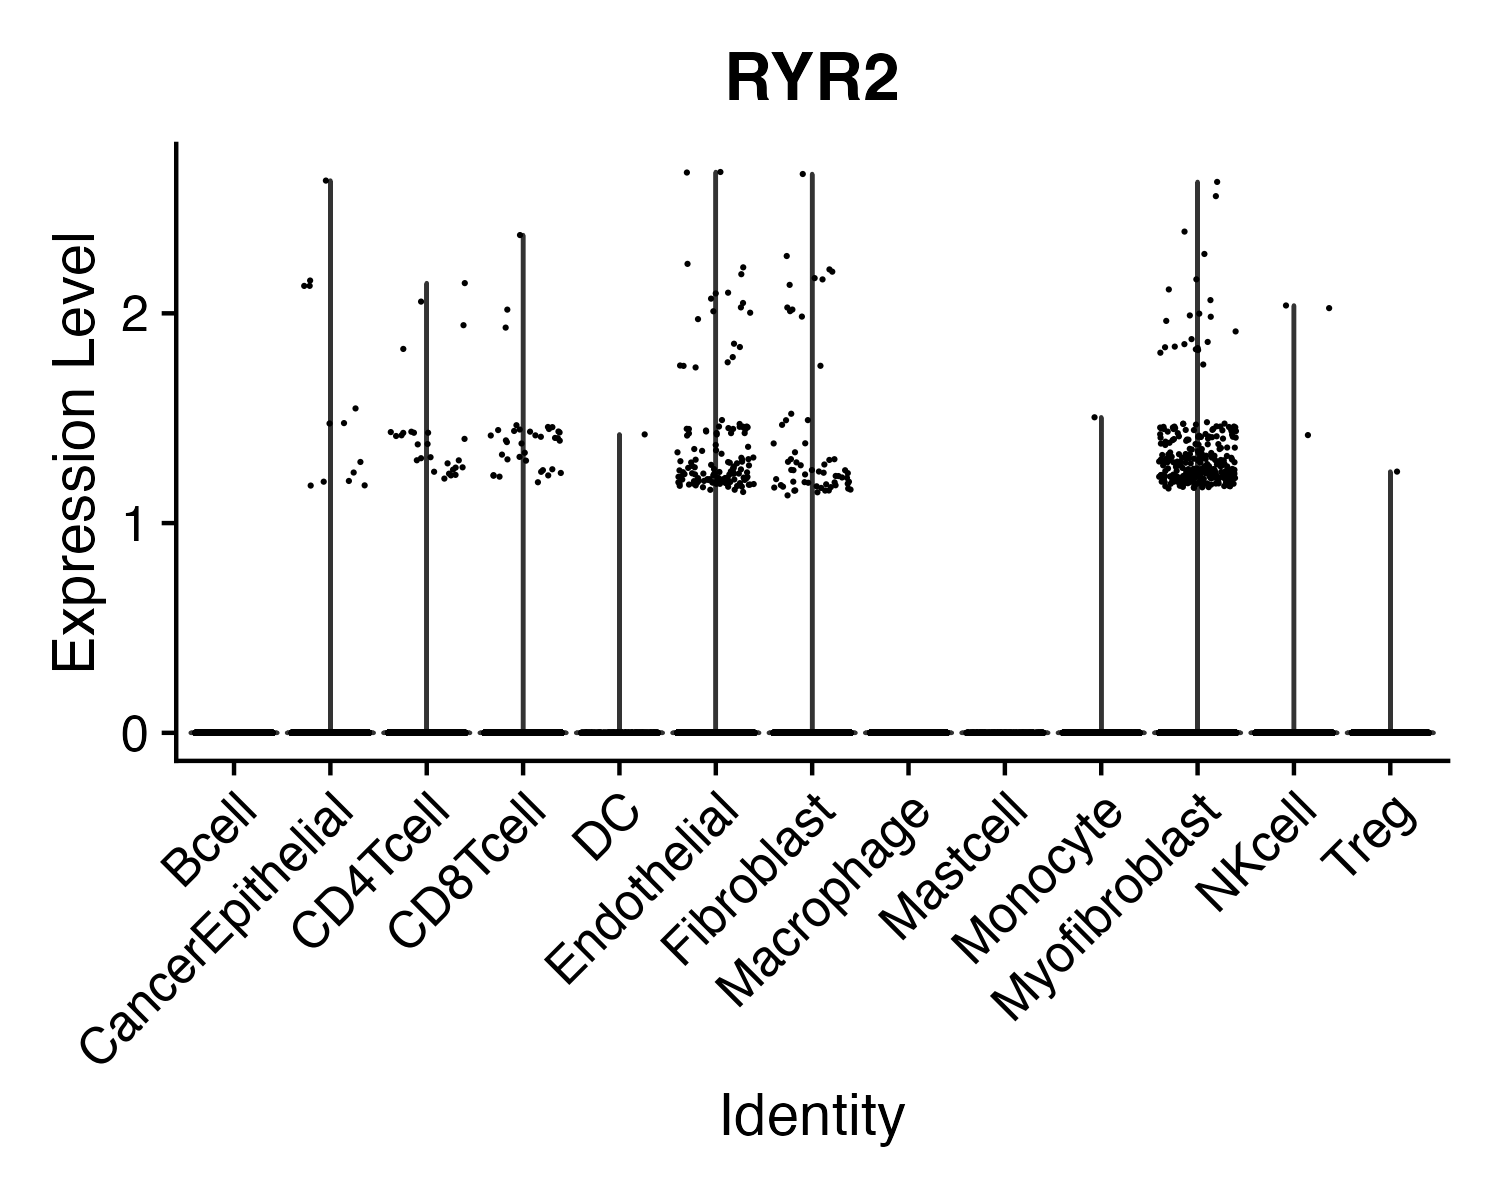 RYR2
Expression Level
2
1
0
Bcell
CancerEpithelial
CD4Tcell
CD8Tcell
DC
Endothelial
Fibroblast
Macrophage
Mastcell
Monocyte
Myofibroblast
NKcell
Treg
Identity